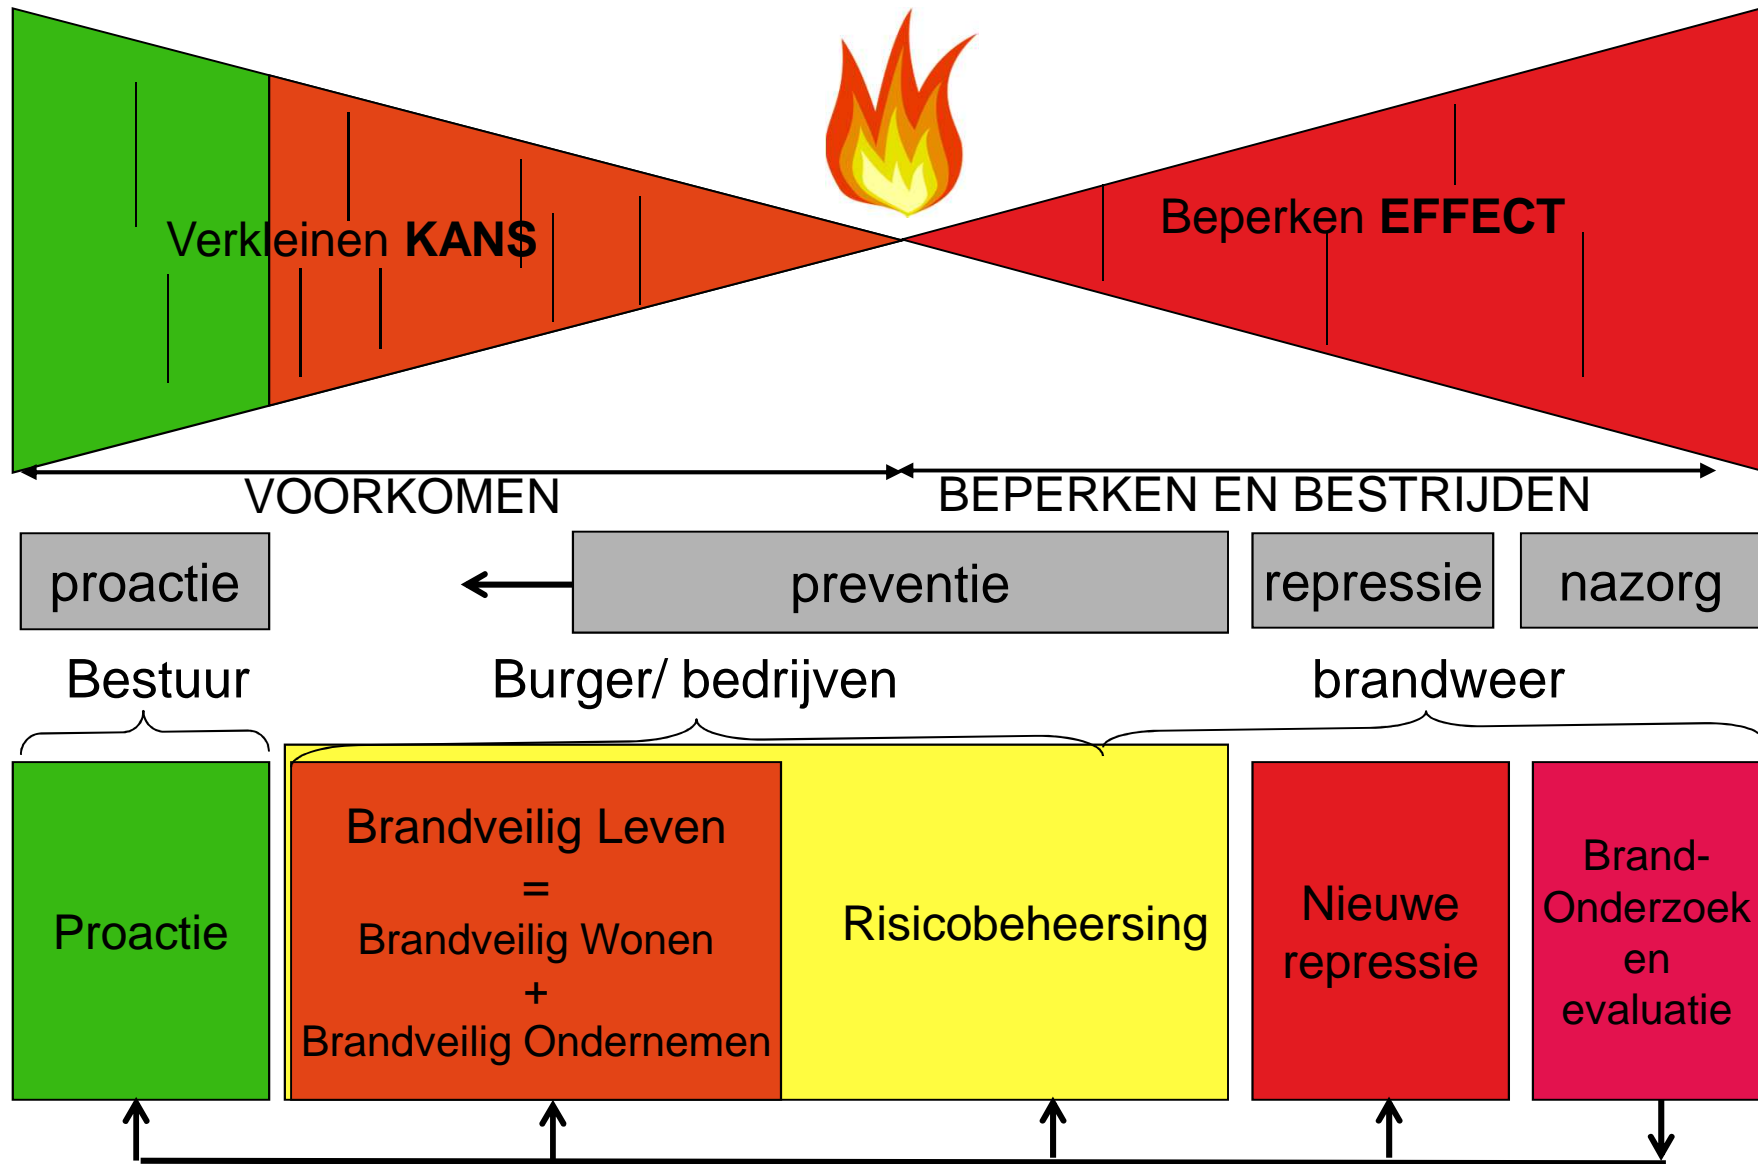 Verkleinen KANS
Beperken EFFECT
VOORKOMEN
BEPERKEN EN BESTRIJDEN
proactie
preventie
repressie
nazorg
Bestuur
Burger/ bedrijven
brandweer
Proactie
Brandveilig Leven
=
Brandveilig Wonen
+
Brandveilig Ondernemen
Risicobeheersing
Nieuwe
repressie
Brand-
Onderzoek
en
evaluatie